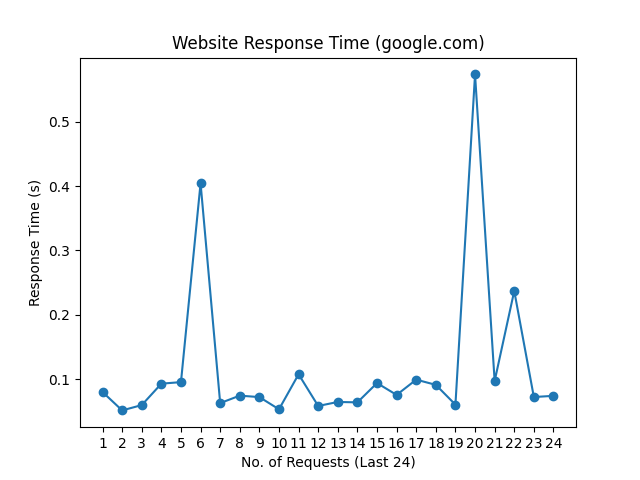 Website Response Time (google.com)
Response Time (s)
0.5
0.4
0.3
0.2
0.1
1 2 3 4 5 6 7 8 9 10 11 12 13 14 15 16 17 18 19 20 21 22 23 24
No. of Requests (Last 24)